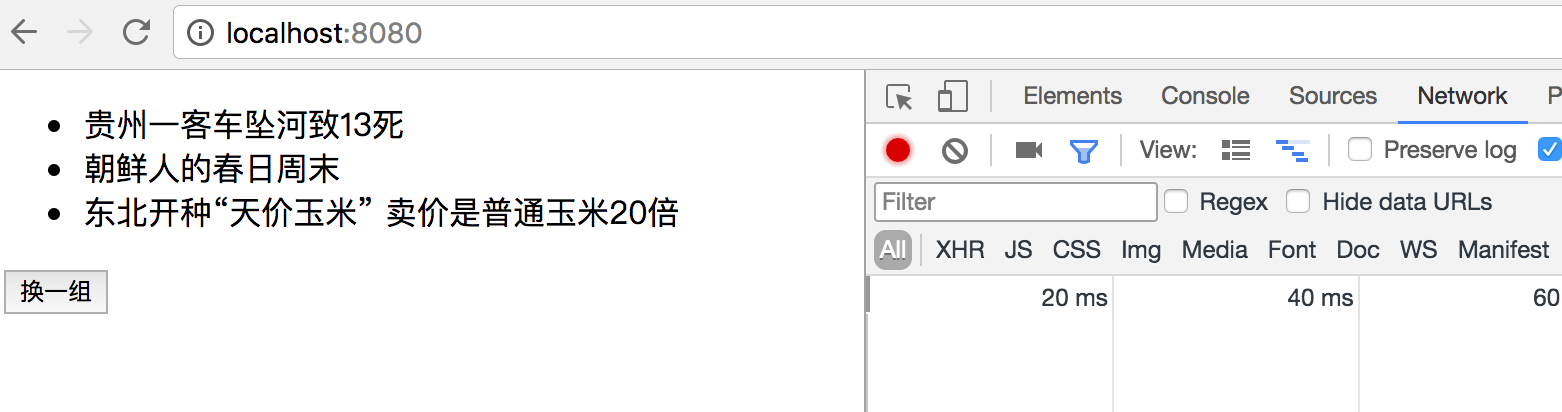 localhost:8080
贵州一客车坠河致13死
朝鲜人的春日周末
东北开种“天价玉米” 卖价是普通玉米20倍
换一组
Elements Console Sources Network P
View: Preserve log
Filter Regex Hide data URLs
All XHR JS CSS Img Media Font Doc WS Manifest
20 ms 40 ms 60